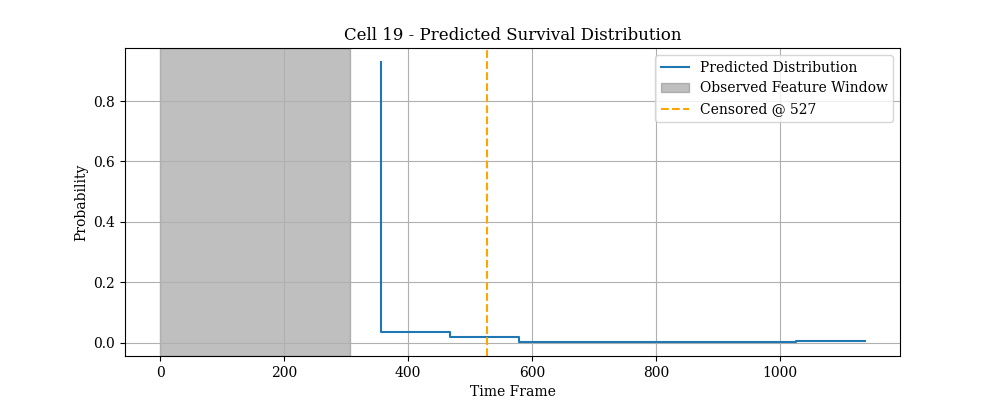 Cell 19 - Predicted Survival Distribution
Predicted Distribution
Observed Feature Window
Censored @ 527
Probability
0.8
0.6
0.4
0.2
0.0
0 200 400 600 800 1000
Time Frame